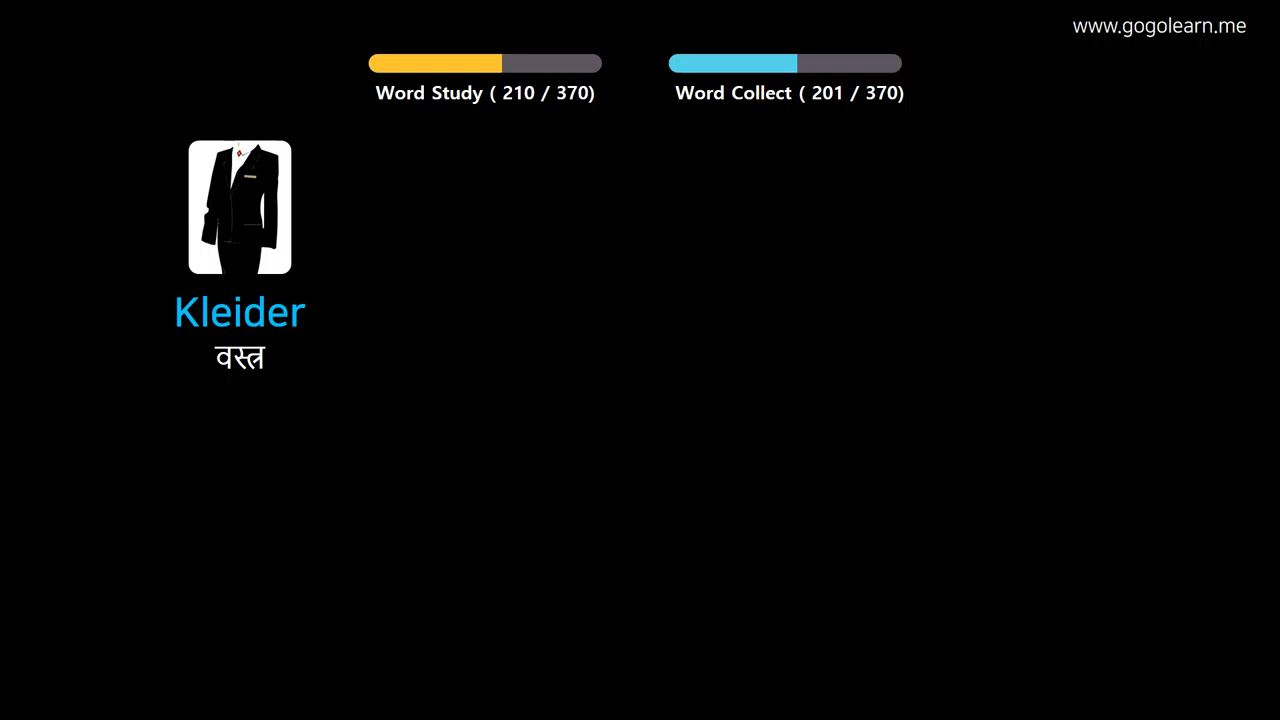 www.gogolearn.me
Word Study ( 210 / 370)
Word Collect ( 201 / 370)
Kleider
वस्त्र